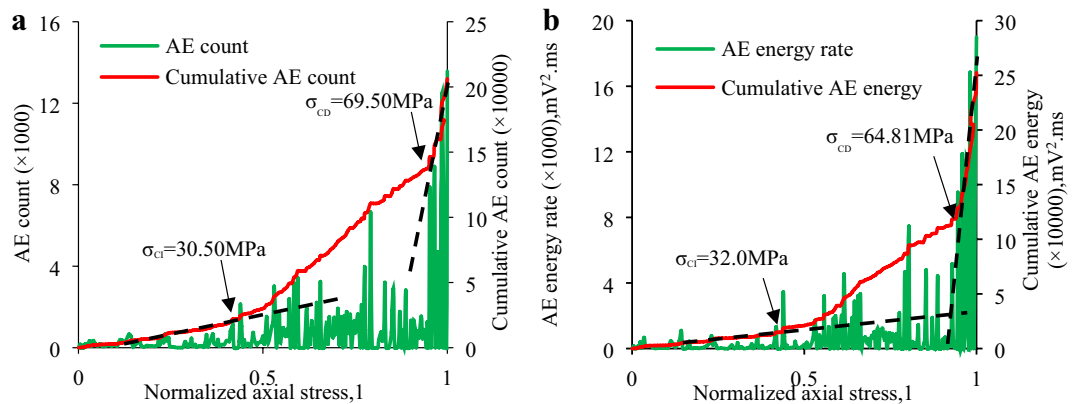 a
AE count (×1000)
16
12
8
4
0
AE count
Cumulative AE count
σCD=69.50MPa
σCI=30.50MPa
25
20
15
10
5
0
Cumulative AE count (×10000)
0
0.5
1
Normalized axial stress,1
b
AE energy rate (×1000),mV².ms
20
16
12
8
4
0
AE energy rate
Cumulative AE energy
σCD=64.81MPa
σCI=32.0MPa
30
25
20
15
10
5
0
Cumulative AE energy
(×10000),mV².ms
0
0.5
1
Normalized axial stress,1